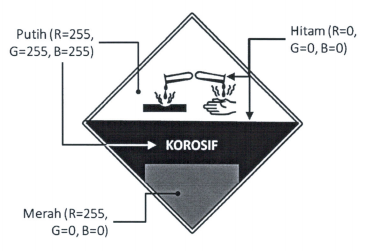 Putih (R=255,
G=255, B=255)
Hitam (R=0,
G=0, B=0)
KOROSIF
Merah (R=255,
G=0, B=0)